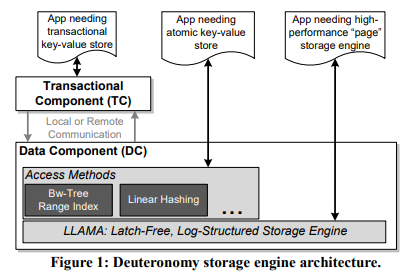 App needing
transactional
key-value store
App needing
atomic key-value
store
App needing high-
performance “page”
storage engine
Transactional
Component (TC)
Local or Remote
Communication
Data Component (DC)
Access Methods
Bw-Tree
Range Index
Linear Hashing
...
LLAMA: Latch-Free, Log-Structured Storage Engine
Figure 1: Deuteronomy storage engine architecture.